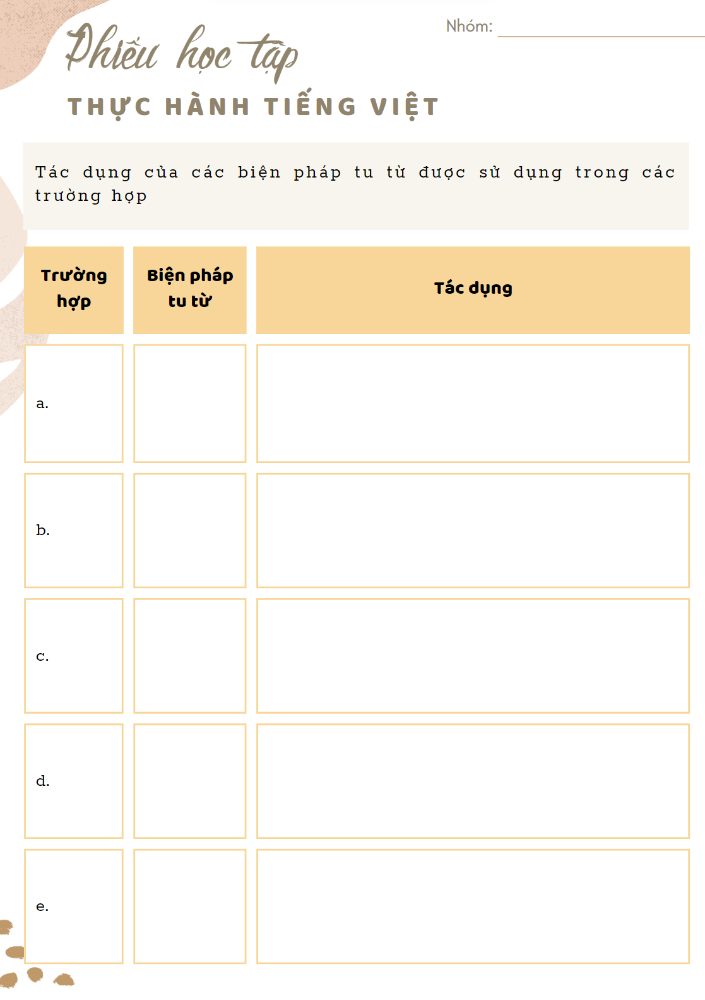 Nhóm:
Phiếu học tập
THỰC HÀNH TIẾNG VIỆT
Tác dụng của các biện pháp tu từ được sử dụng trong các
trường hợp
Trường
hợp
Biện pháp
tu từ
Tác dụng
a.
b.
c.
d.
e.